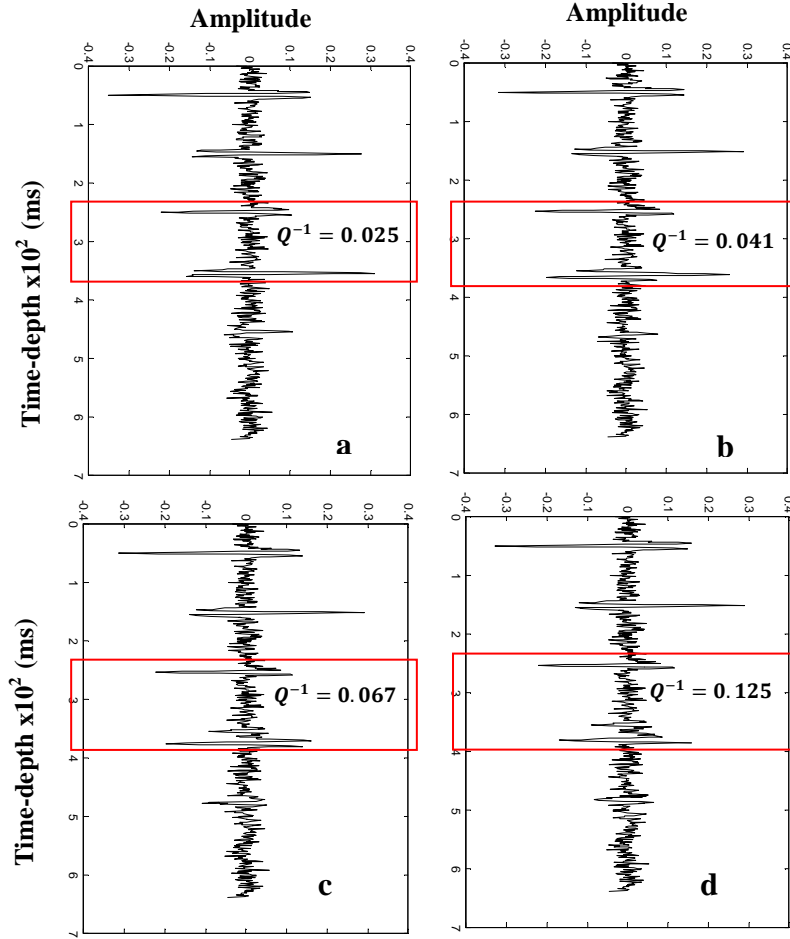 Amplitude
Amplitude
-0.4 -0.3 -0.2 -0.1 0 0.1 0.2 0.3 0.4
-0.4 -0.3 -0.2 -0.1 0 0.1 0.2 0.3 0.4
0 1 2 3 4 5 6 7
0 1 2 3 4 5 6 7
Time-depth x10² (ms)
Q⁻¹ = 0.025
Q⁻¹ = 0.041
a
b
-0.4 -0.3 -0.2 -0.1 0 0.1 0.2 0.3 0.4
-0.4 -0.3 -0.2 -0.1 0 0.1 0.2 0.3 0.4
0 1 2 3 4 5 6 7
0 1 2 3 4 5 6 7
Time-depth x10² (ms)
Q⁻¹ = 0.067
Q⁻¹ = 0.125
c
d